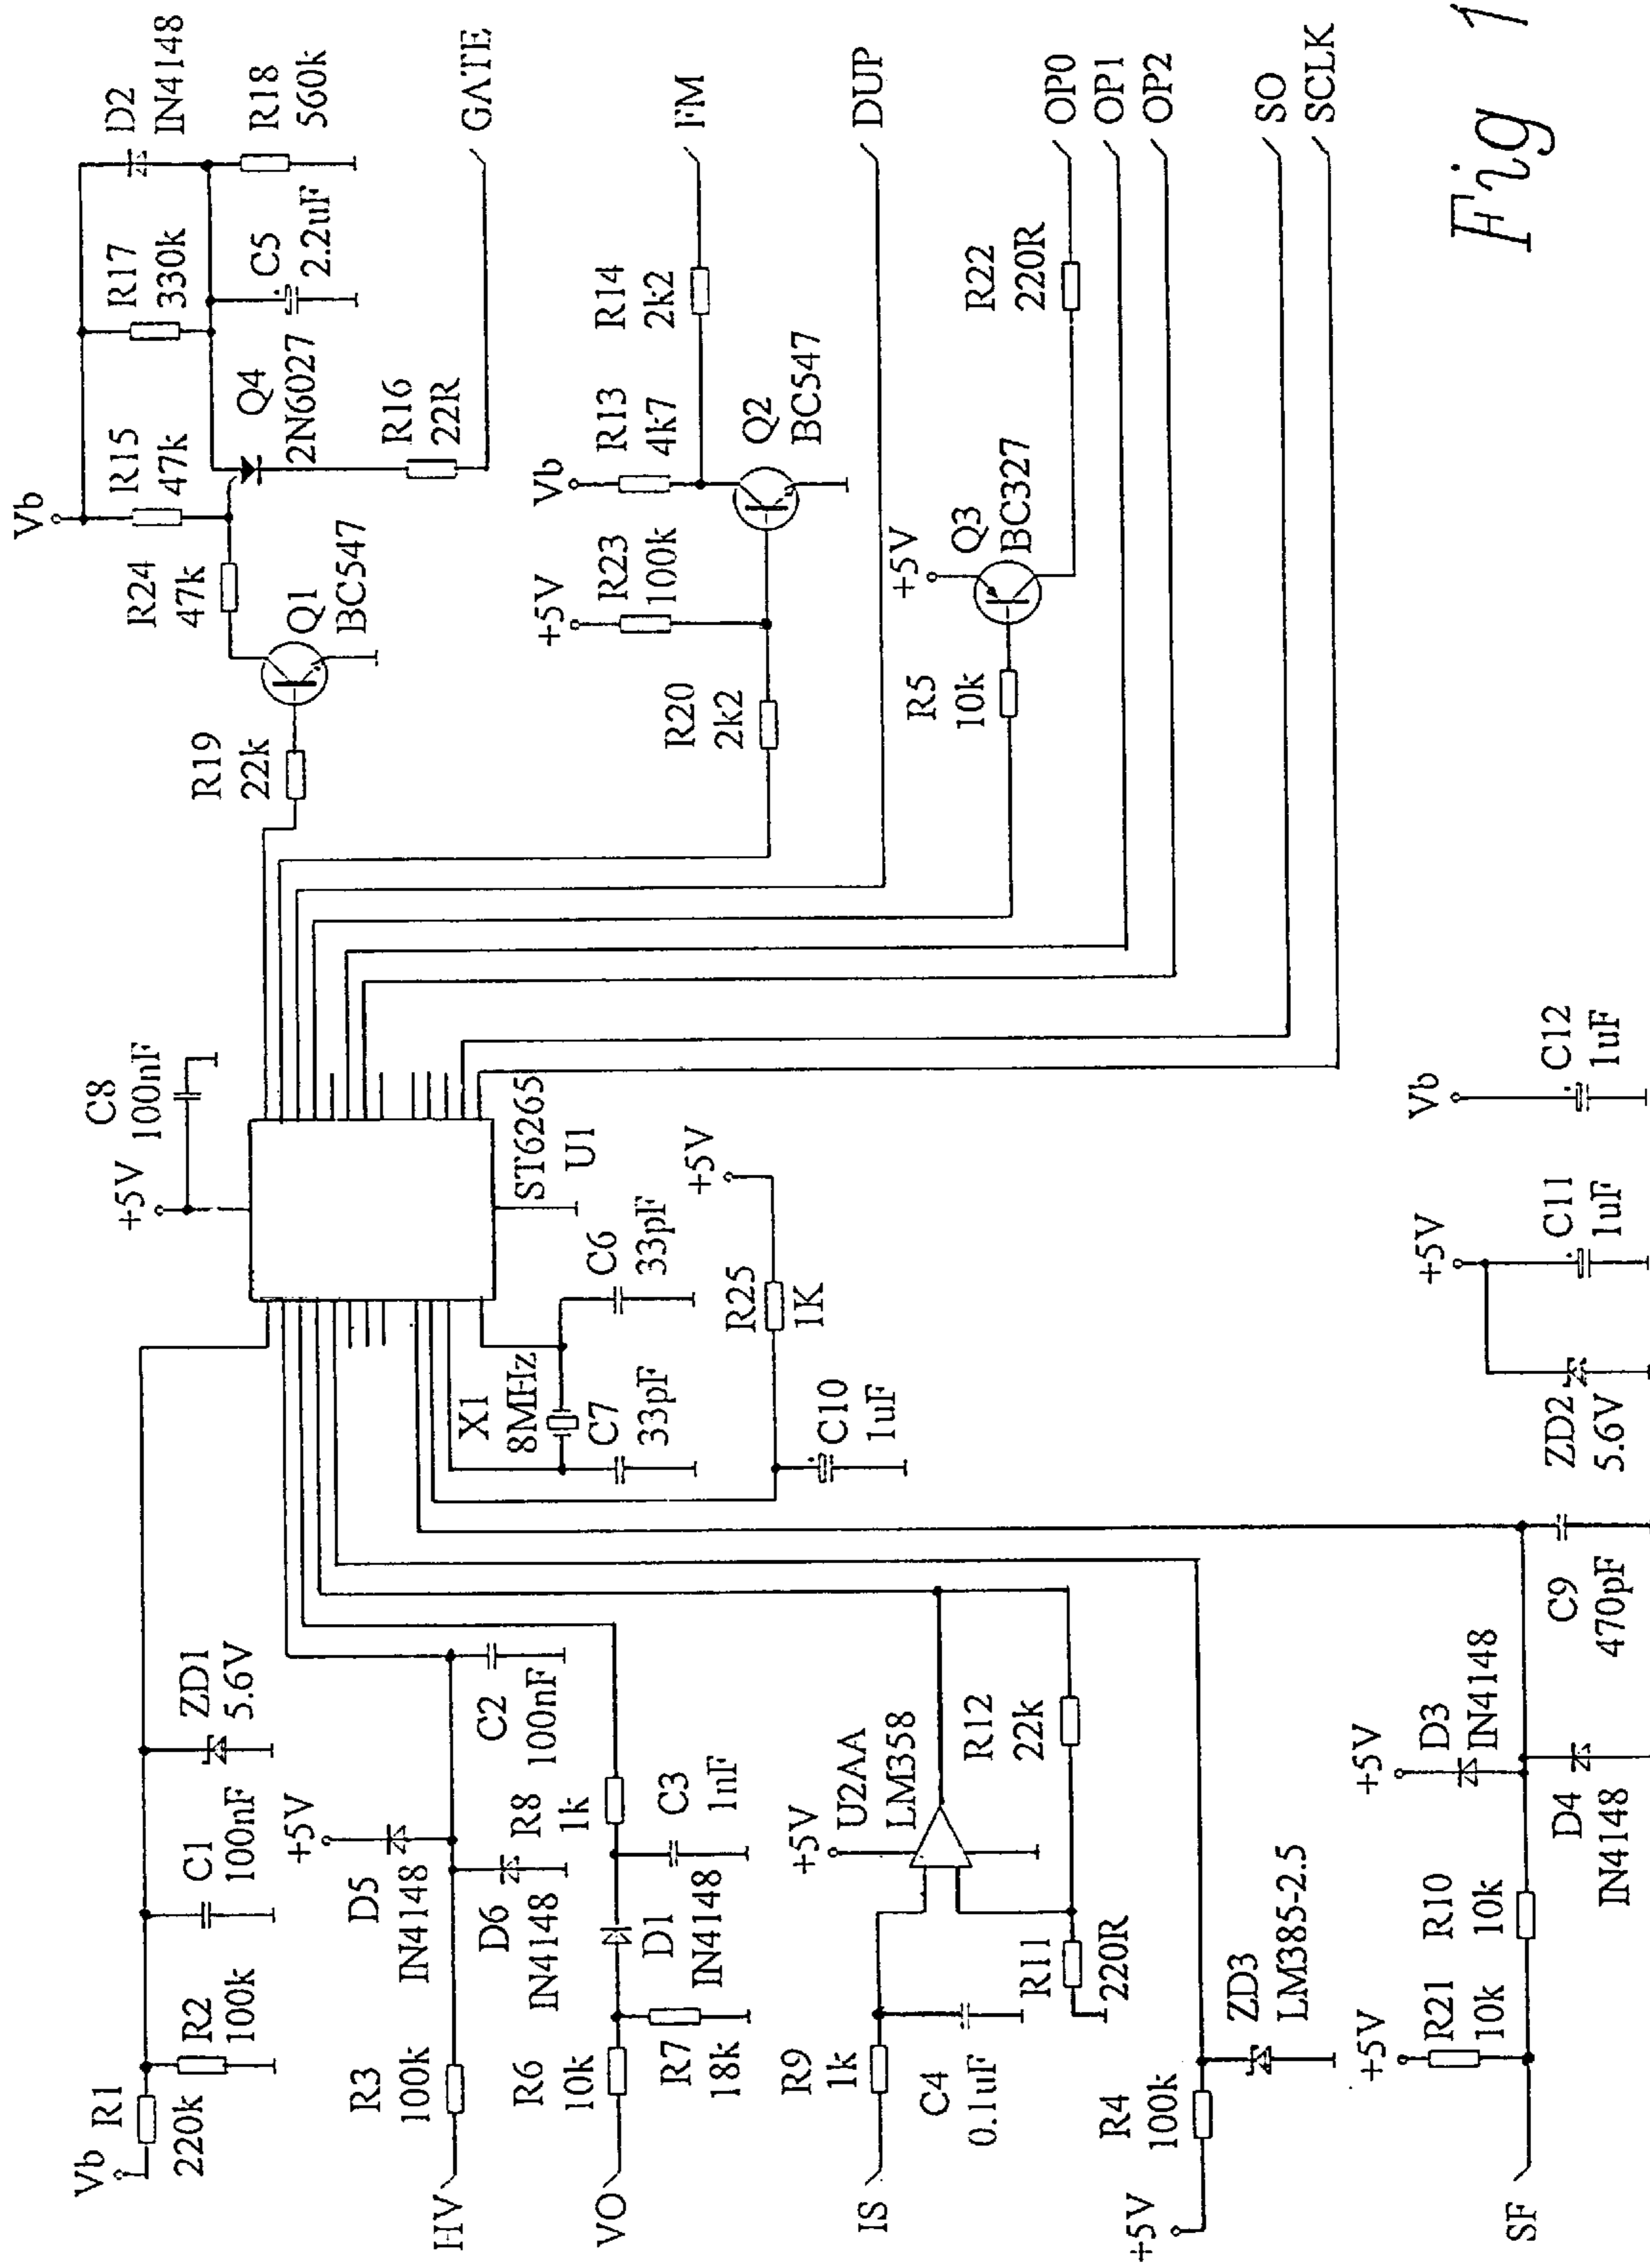 Vb
R1
220k
R2
100k
C1
100nF
ZD1
5.6V
HV
R3
100k
+5V
D5
IN4148
D6
IN4148
C2
100nF
VO
R6
10k
R7
18k
D1
IN4148
R8
1k
C3
1nF
IS
R9
1k
C4
0.1uF
+5V
U2AA
LM358
R11
220R
R12
22k
+5V
R4
100k
ZD3
LM385-2.5
SF
+5V
R21
10k
R10
10k
+5V
D3
IN4148
D4
IN4148
C9
470pF
+5V
C8
100nF
ST6265
U1
X1
8MHz
C7
33pF
C6
33pF
R25
1K
+5V
C10
1uF
+5V
ZD2
5.6V
C11
1uF
Vb
C12
1uF
R19
22k
Q1
BC547
R24
47k
Vb
R15
47k
Q4
2N6027
R16
22R
R17
330k
C5
2.2uF
D2
IN4148
R18
560k
GATE
R20
2k2
+5V
R23
100k
Vb
R13
4k7
Q2
BC547
R14
2k2
FM
DUP
R5
10k
+5V
Q3
BC327
R22
220R
OP0
OP1
OP2
SO
SCLK
Fig 1